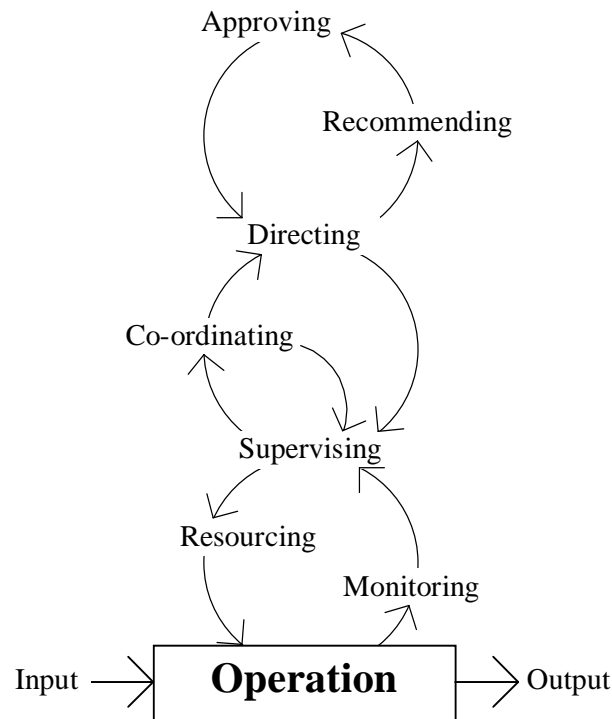 Approving
Recommending
Directing
Co-ordinating
Supervising
Resourcing
Monitoring
Input
Operation
Output